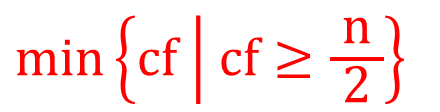 min {cf | cf ≥ n/2}